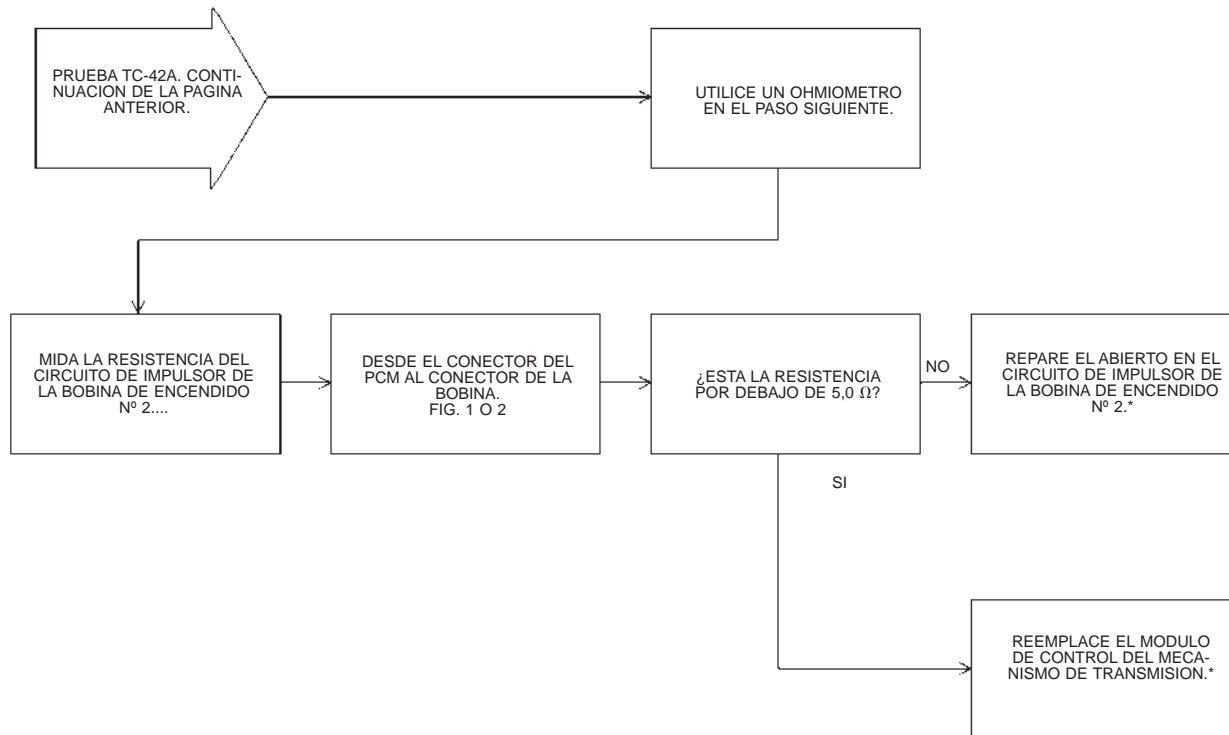 PRUEBA TC-42A. CONTI-
NUACION DE LA PAGINA
ANTERIOR.
UTILICE UN OHMIOMETRO
EN EL PASO SIGUIENTE.
MIDA LA RESISTENCIA DEL
CIRCUITO DE IMPULSOR DE
LA BOBINA DE ENCENDIDO
Nº 2....
DESDE EL CONECTOR DEL
PCM AL CONECTOR DE LA
BOBINA.
FIG. 1 O 2
¿ESTA LA RESISTENCIA
POR DEBAJO DE 5,0 Ω?
NO
REPARE EL ABIERTO EN EL
CIRCUITO DE IMPULSOR DE
LA BOBINA DE ENCENDIDO
Nº 2.*
SI
REEMPLACE EL MODULO
DE CONTROL DEL MECA-
NISMO DE TRANSMISION.*